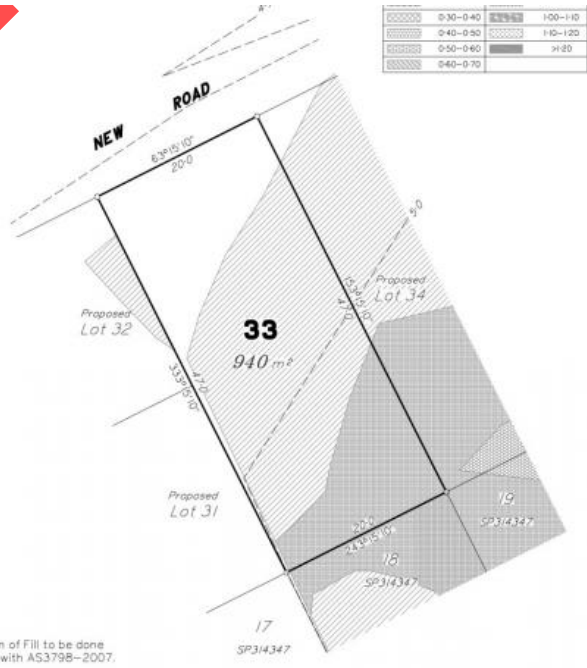 0·30-0·40 1·00-1·10
0·40-0·50 1·10-1·20
0·50-0·60 >1·20
0·60-0·70
NEW ROAD
63°15'10"
20·0
5·0
Proposed
Lot 32
Proposed
Lot 34
153°15'10"
47·0
33
940 m²
47·0
333°15'10"
Proposed
Lot 31
20·0
243°15'10"
19
SP314347
18
SP314347
17
SP314347
of Fill to be done
with AS3798-2007.